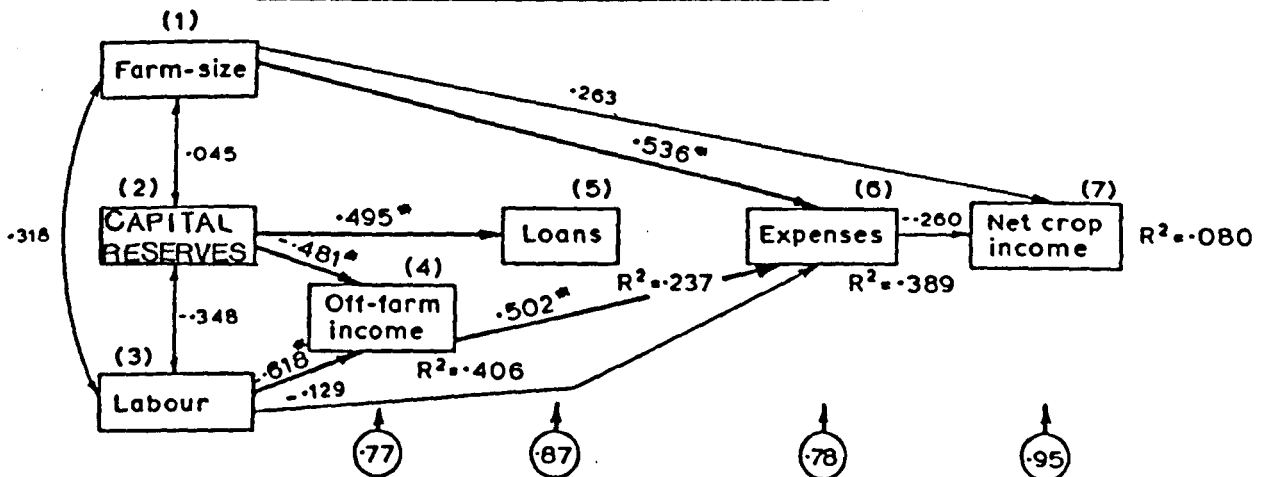 (1)
Farm-size
·263
·536*
·045
·318
(2)
CAPITAL
RESERVES
·495*
(5)
Loans
(6)
Expenses
-·260
(7)
Net crop
income
R²=·080
-·481*
(4)
Off-farm
income
R²=·237
R²=·389
·502*
-·348
-·618*
R²=·406
(3)
Labour
-·129
·77
·87
·78
·95